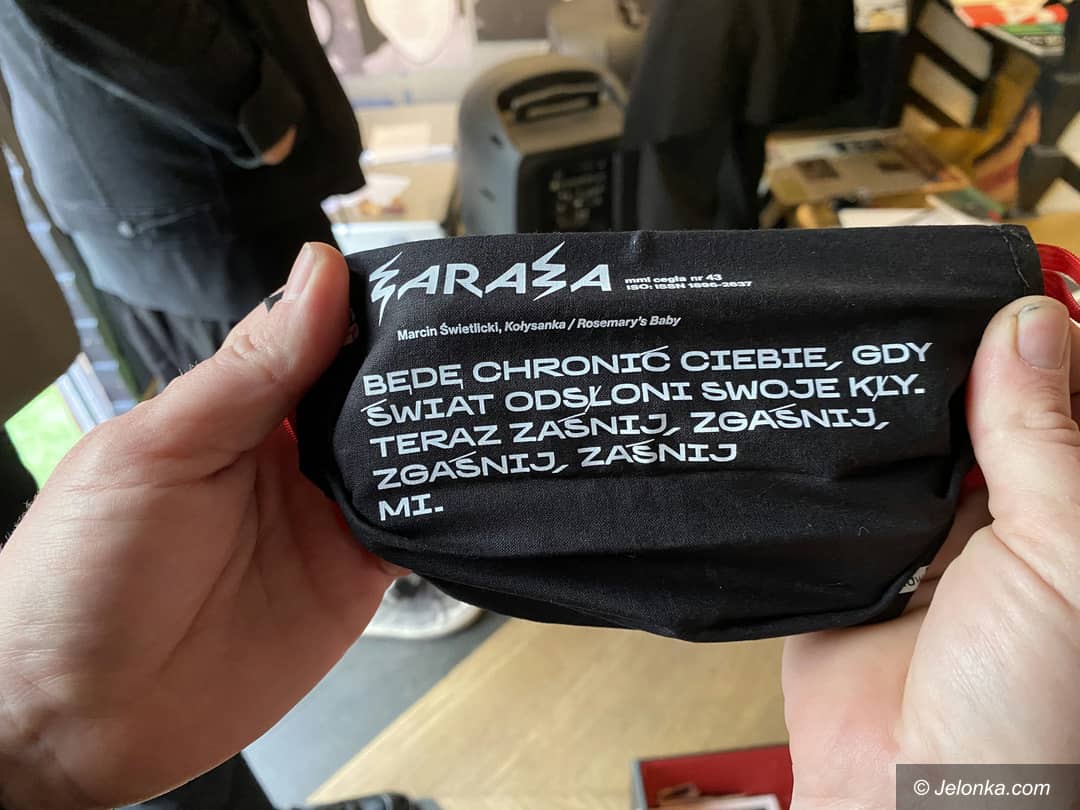 ZARAZA
mml cegła nr 43
ISO: ISSN 1896-2637
Marcin Świetlicki, Kołysanka / Rosemary's Baby
BĘDĘ CHRONIĆ CIEBIE, GDY
ŚWIAT ODSŁONI SWOJE KŁY.
TERAZ ZAŚNIJ, ZGAŚNIJ,
ZGAŚNIJ, ZAŚNIJ
MI.
© Jelonka.com